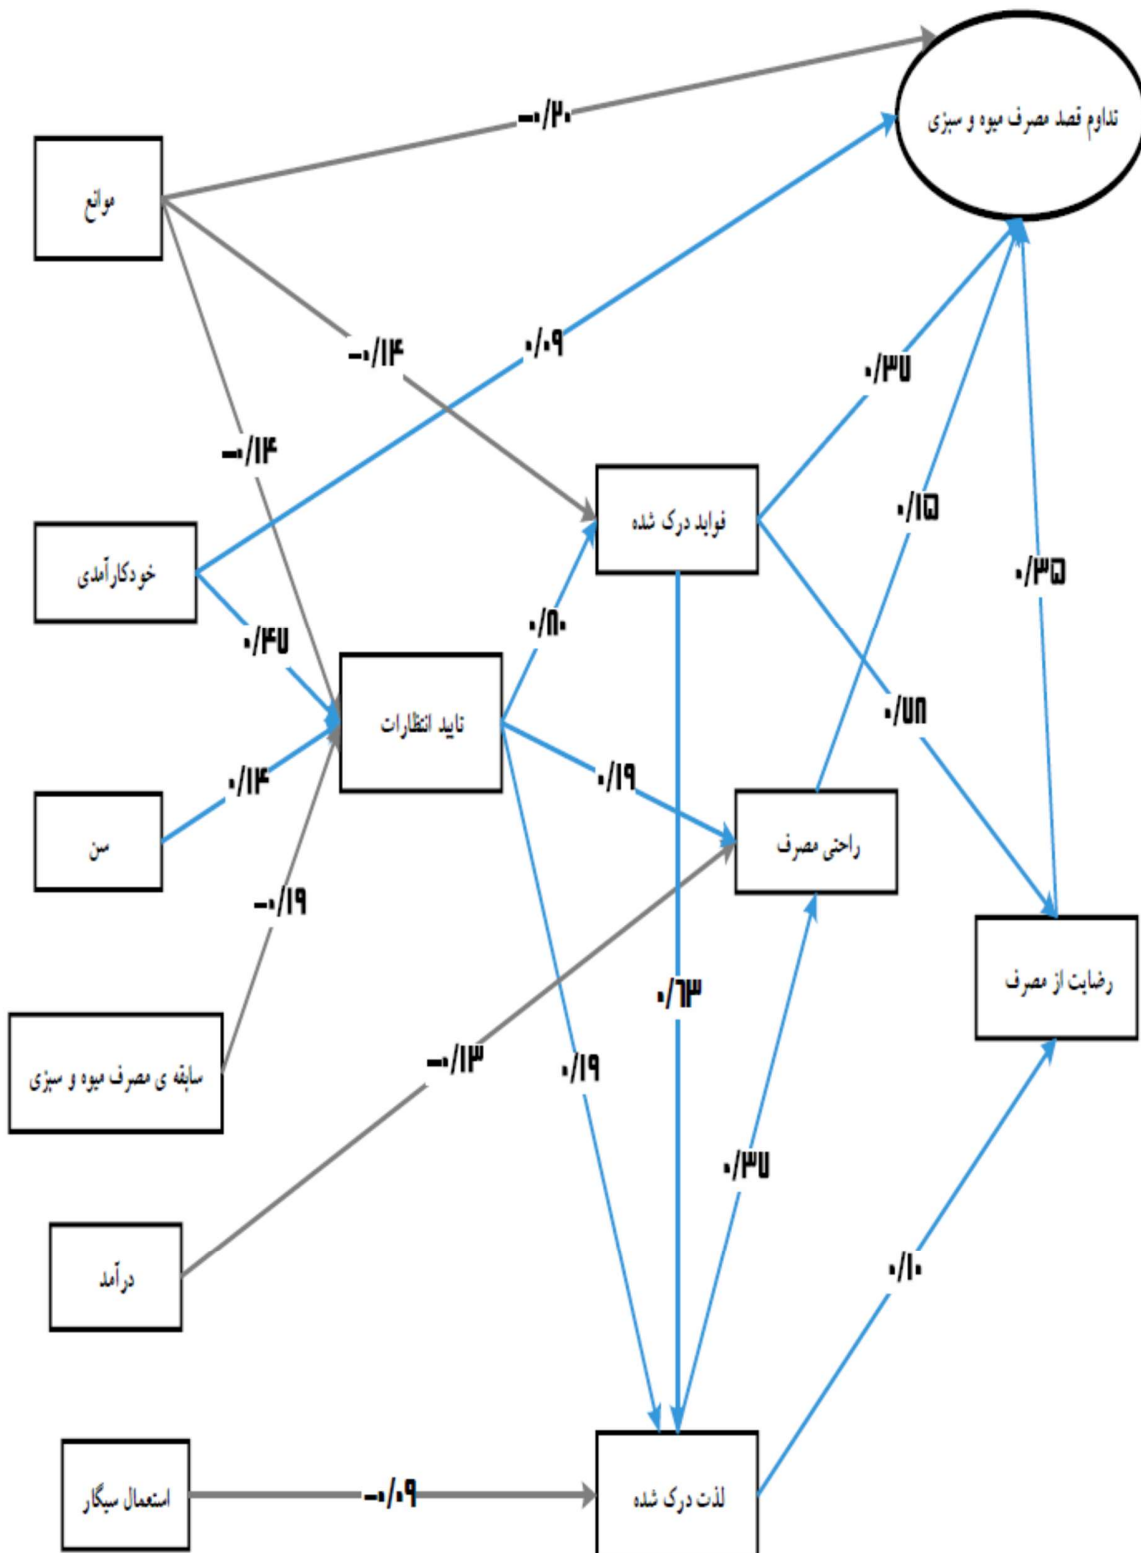 تداوم قصد مصرف میوه و سبزی
-۰/۲۰
موانع
۰/۰۹
-۰/۱۴
۰/۳۷
-۰/۱۴
فواید درک شده
۰/۱۵
خودکارآمدی
۰/۳۵
۰/۴۷
۰/۸۰
تایید انتظارات
۰/۷۸
۰/۱۴
۰/۱۹
سن
راحتی مصرف
-۰/۱۹
رضایت از مصرف
۰/۶۳
سابقه ی مصرف میوه و سبزی
-۰/۱۳
۰/۱۹
۰/۳۷
درآمد
۰/۱۰
استعمال سیگار
-۰/۰۹
لذت درک شده